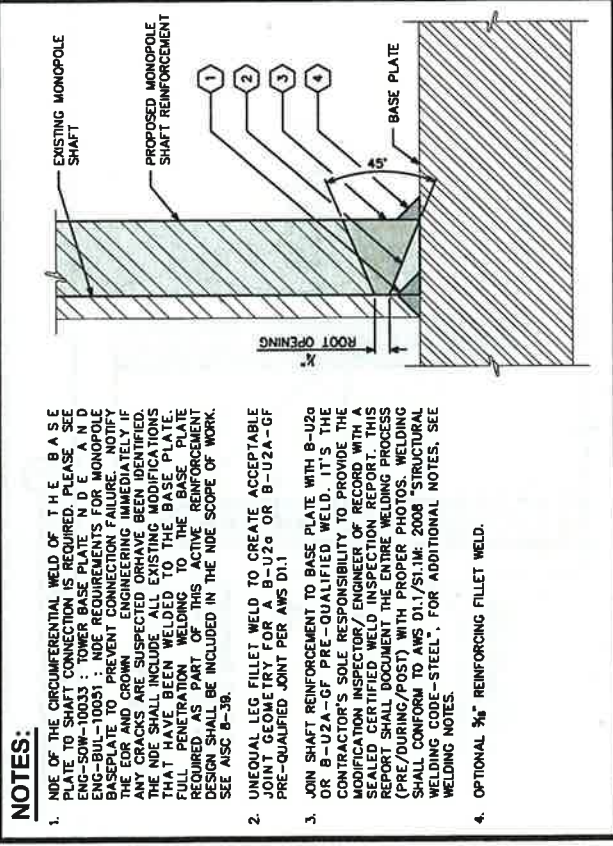 NOTES:
1. NDE OF THE CIRCUMFERENTIAL WELD OF THE BASE
PLATE TO SHAFT CONNECTION IS REQUIRED. PLEASE SEE
ENG-SOW-10033 : TOWER BASE PLATE NDE AND
ENG-BUL-10051 : NDE REQUIREMENTS FOR MONOPOLE
BASEPLATE TO PREVENT CONNECTION FAILURE. NOTIFY
THE EOR AND CROWN ENGINEERING IMMEDIATELY IF
ANY CRACKS ARE SUSPECTED ORHAVE BEEN IDENTIFIED.
THE NDE SHALL INCLUDE ALL EXISTING MODIFICATIONS
THAT HAVE BEEN WELDED TO THE BASE PLATE.
FULL PENETRATION WELDING TO THE BASE PLATE
REQUIRED AS PART OF THIS ACTIVE REINFORCEMENT
DESIGN SHALL BE INCLUDED IN THE NDE SCOPE OF WORK.
SEE AISC 8-39.
2. UNEQUAL LEG FILLET WELD TO CREATE ACCEPTABLE
JOINT GEOMETRY FOR A B-U2a OR B-U2A-GF
PRE-QUALIFIED JOINT PER AWS D1.1
3. JOIN SHAFT REINFORCEMENT TO BASE PLATE WITH B-U2a
OR B-U2A-GF PRE-QUALIFIED WELD. IT'S THE
CONTRACTOR'S SOLE RESPONSIBILITY TO PROVIDE THE
MODIFICATION INSPECTOR/ ENGINEER OF RECORD WITH A
SEALED CERTIFIED WELD INSPECTION REPORT. THIS
REPORT SHALL DOCUMENT THE ENTIRE WELDING PROCESS
(PRE/DURING/POST) WITH PROPER PHOTOS. WELDING
SHALL CONFORM TO AWS D1.1/S1.1M: 2008 "STRUCTURAL
WELDING CODE-STEEL". FOR ADDITIONAL NOTES, SEE
WELDING NOTES.
4. OPTIONAL 3/16" REINFORCING FILLET WELD.
EXISTING MONOPOLE
SHAFT
PROPOSED MONOPOLE
SHAFT REINFORCEMENT
1
2
3
4
BASE PLATE
45°
1/4"
ROOT OPENING